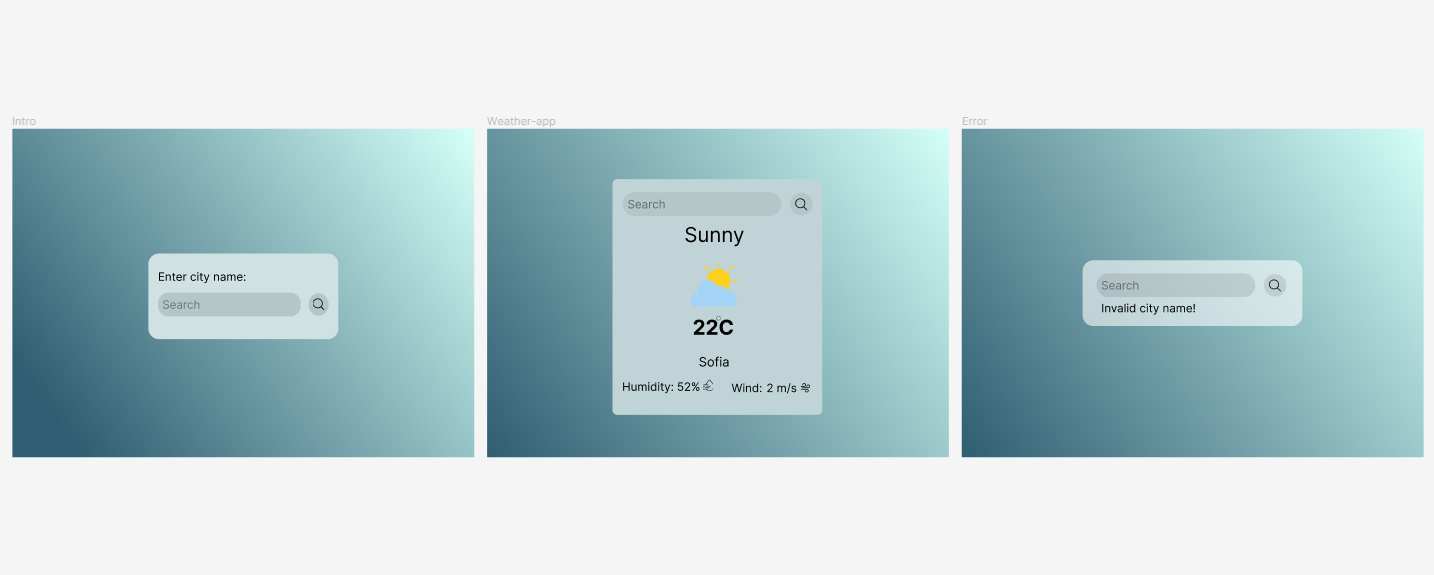 Intro
Enter city name:
Search
Weather-app
Search
Sunny
22°C
Sofia
Humidity: 52%
Wind: 2 m/s
Error
Search
Invalid city name!